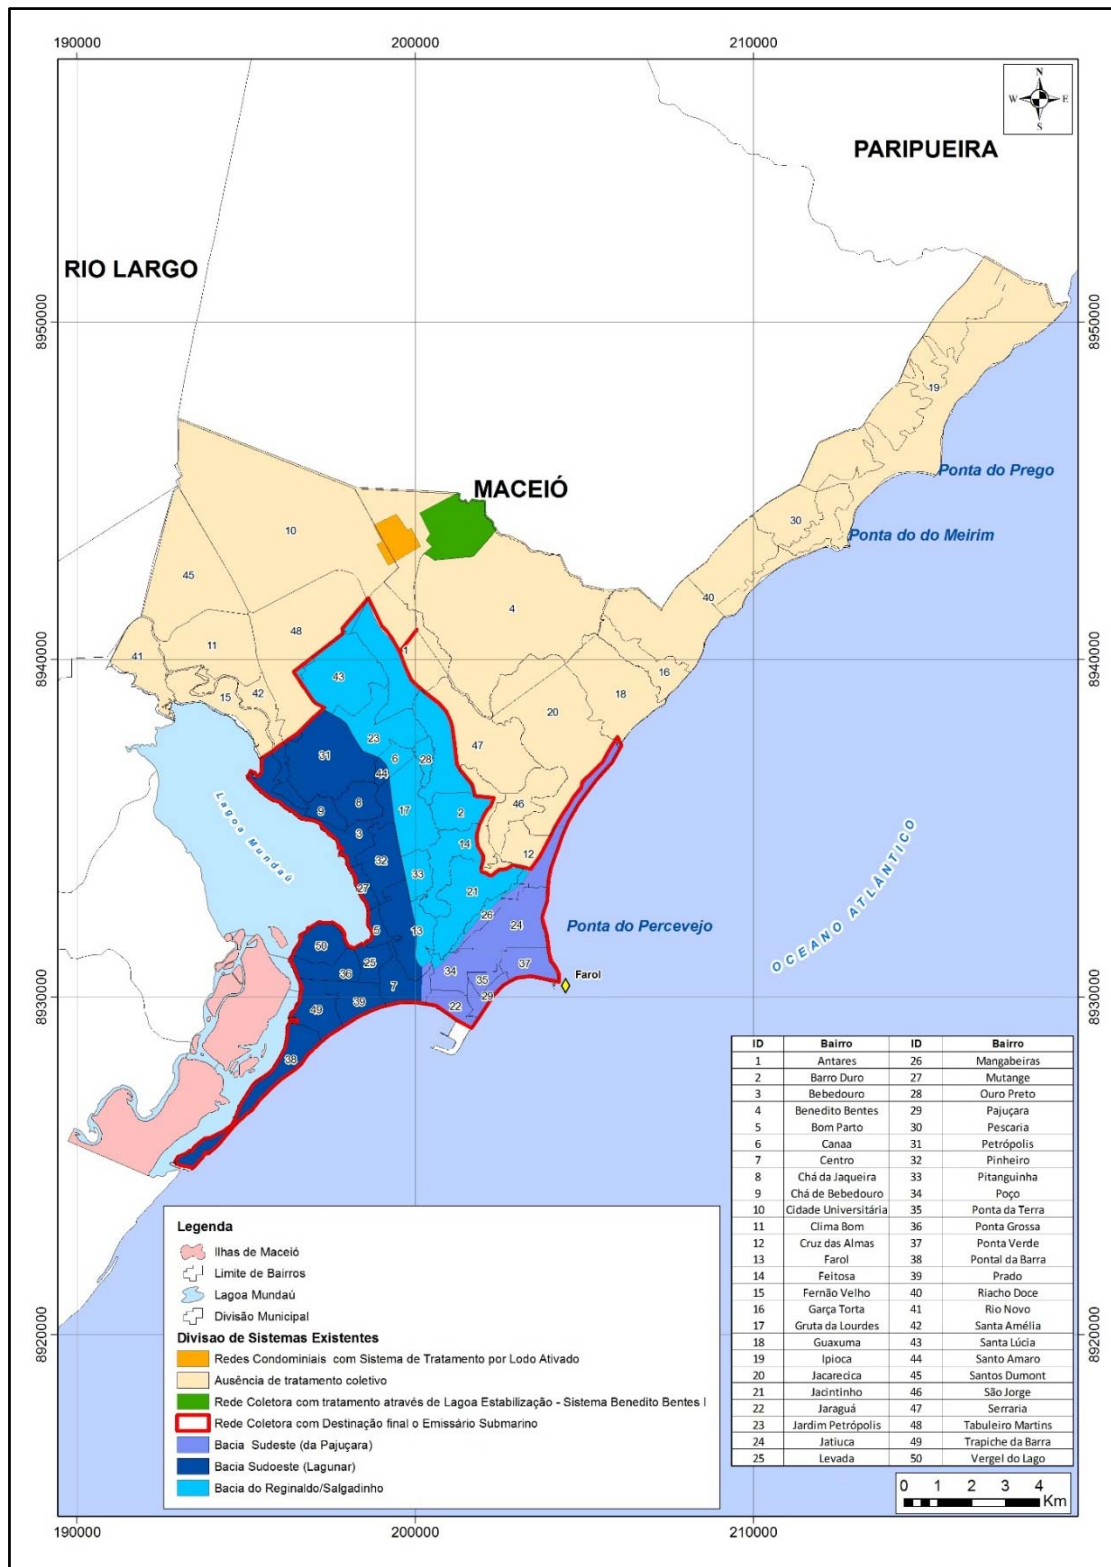 190000 200000 210000
N
W E
S
PARIPUEIRA
RIO LARGO
8950000 8950000
19
Ponta do Prego
MACEIÓ
10 30
Ponta do do Meirim
45
4
40
48
11
41 1 8940000 8940000
43 16
15 42 18
20
23 47
31 6 28
44
46
8 17 2
9
3 14
12
32
Lagoa Mundaú
33
27 21
OCEANO ATLÂNTICO
26 24
5 13 Ponta do Percevejo
50
25 34 37
36 35 Farol
7 29
8930000 8930000
49 39 22
38
ID Bairro ID Bairro
1 Antares 26 Mangabeiras
2 Barro Duro 27 Mutange
3 Bebedouro 28 Ouro Preto
4 Benedito Bentes 29 Pajuçara
5 Bom Parto 30 Pescaria
6 Canaa 31 Petrópolis
7 Centro 32 Pinheiro
8 Chá da Jaqueira 33 Pitanguinha
9 Chá de Bebedouro 34 Poço
10 Cidade Universitária 35 Ponta da Terra
11 Clima Bom 36 Ponta Grossa
12 Cruz das Almas 37 Ponta Verde
13 Farol 38 Pontal da Barra
14 Feitosa 39 Prado
15 Fernão Velho 40 Riacho Doce
16 Garça Torta 41 Rio Novo
17 Gruta da Lourdes 42 Santa Amélia
18 Guaxuma 43 Santa Lúcia
19 Ipioca 44 Santo Amaro
20 Jacarecica 45 Santos Dumont
21 Jacintinho 46 São Jorge
22 Jaraguá 47 Serraria
23 Jardim Petrópolis 48 Tabuleiro Martins
24 Jatiuca 49 Trapiche da Barra
25 Levada 50 Vergel do Lago
0 0 1 2 3 4
Km
Legenda
Ilhas de Maceió
Limite de Bairros
Lagoa Mundaú
Divisão Municipal
Divisao de Sistemas Existentes
Redes Condominiais com Sistema de Tratamento por Lodo Ativado
Ausência de tratamento coletivo
Rede Coletora com tratamento através de Lagoa Estabilização - Sistema Benedito Bentes I
Rede Coletora com Destinação final o Emissário Submarino
Bacia Sudeste (da Pajuçara)
Bacia Sudoeste (Lagunar)
Bacia do Reginaldo/Salgadinho
8920000 8920000
190000 200000 210000